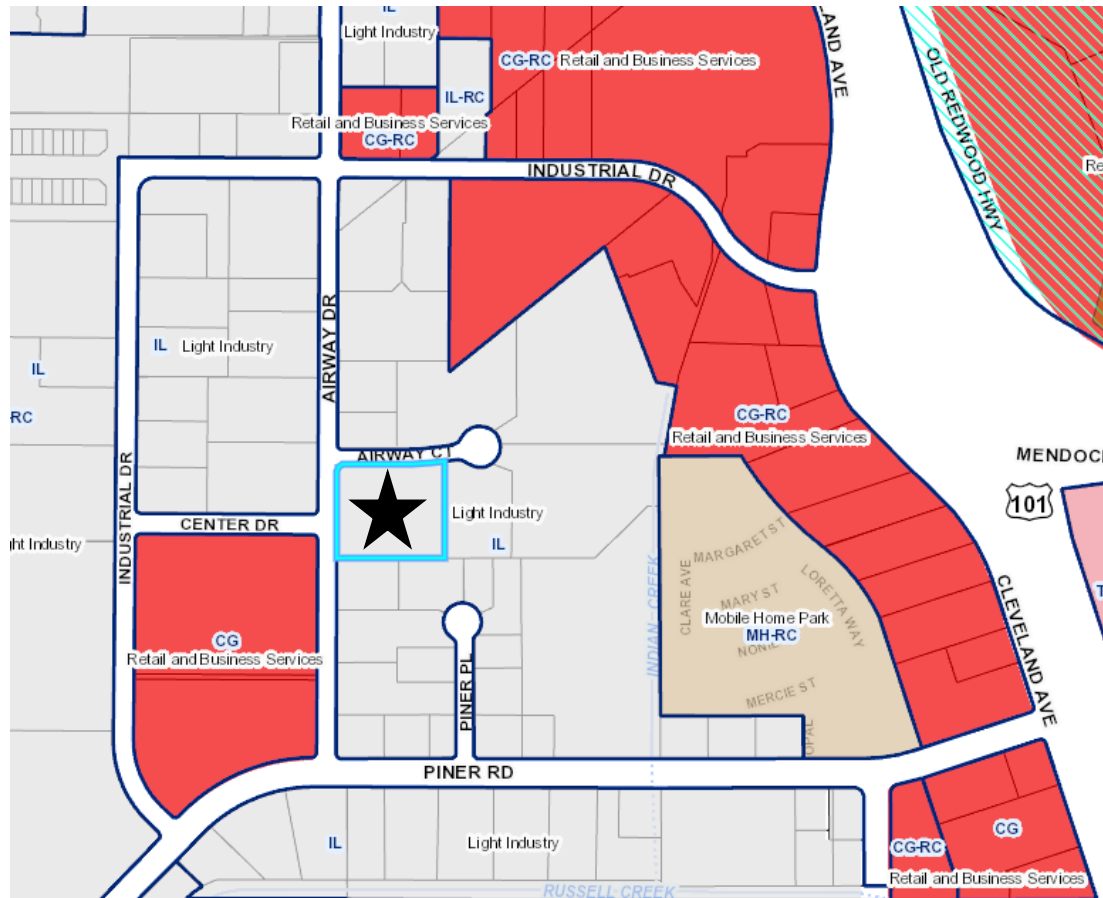 IL
Light Industry
CG-RC Retail and Business Services
IL-RC
Retail and Business Services
CG-RC
INDUSTRIAL DR
LAND AVE
OLD REDWOOD HWY
Re
AIRWAY DR
IL Light Industry
IL
-RC
CG-RC
Retail and Business Services
AIRWAY CT
MENDOC
101
INDUSTRIAL DR
CENTER DR
Light Industry
IL
ght Industry
INDIAN CREEK
CLARE AVE
MARGARET ST
MARY ST
LORETTA WAY
Mobile Home Park
MH-RC
MERCIE ST
OPAL
CLEVELAND AVE
T
CG
Retail and Business Services
PINER PL
PINER RD
IL
Light Industry
CG-RC
CG
Retail and Business Services
RUSSELL CREEK